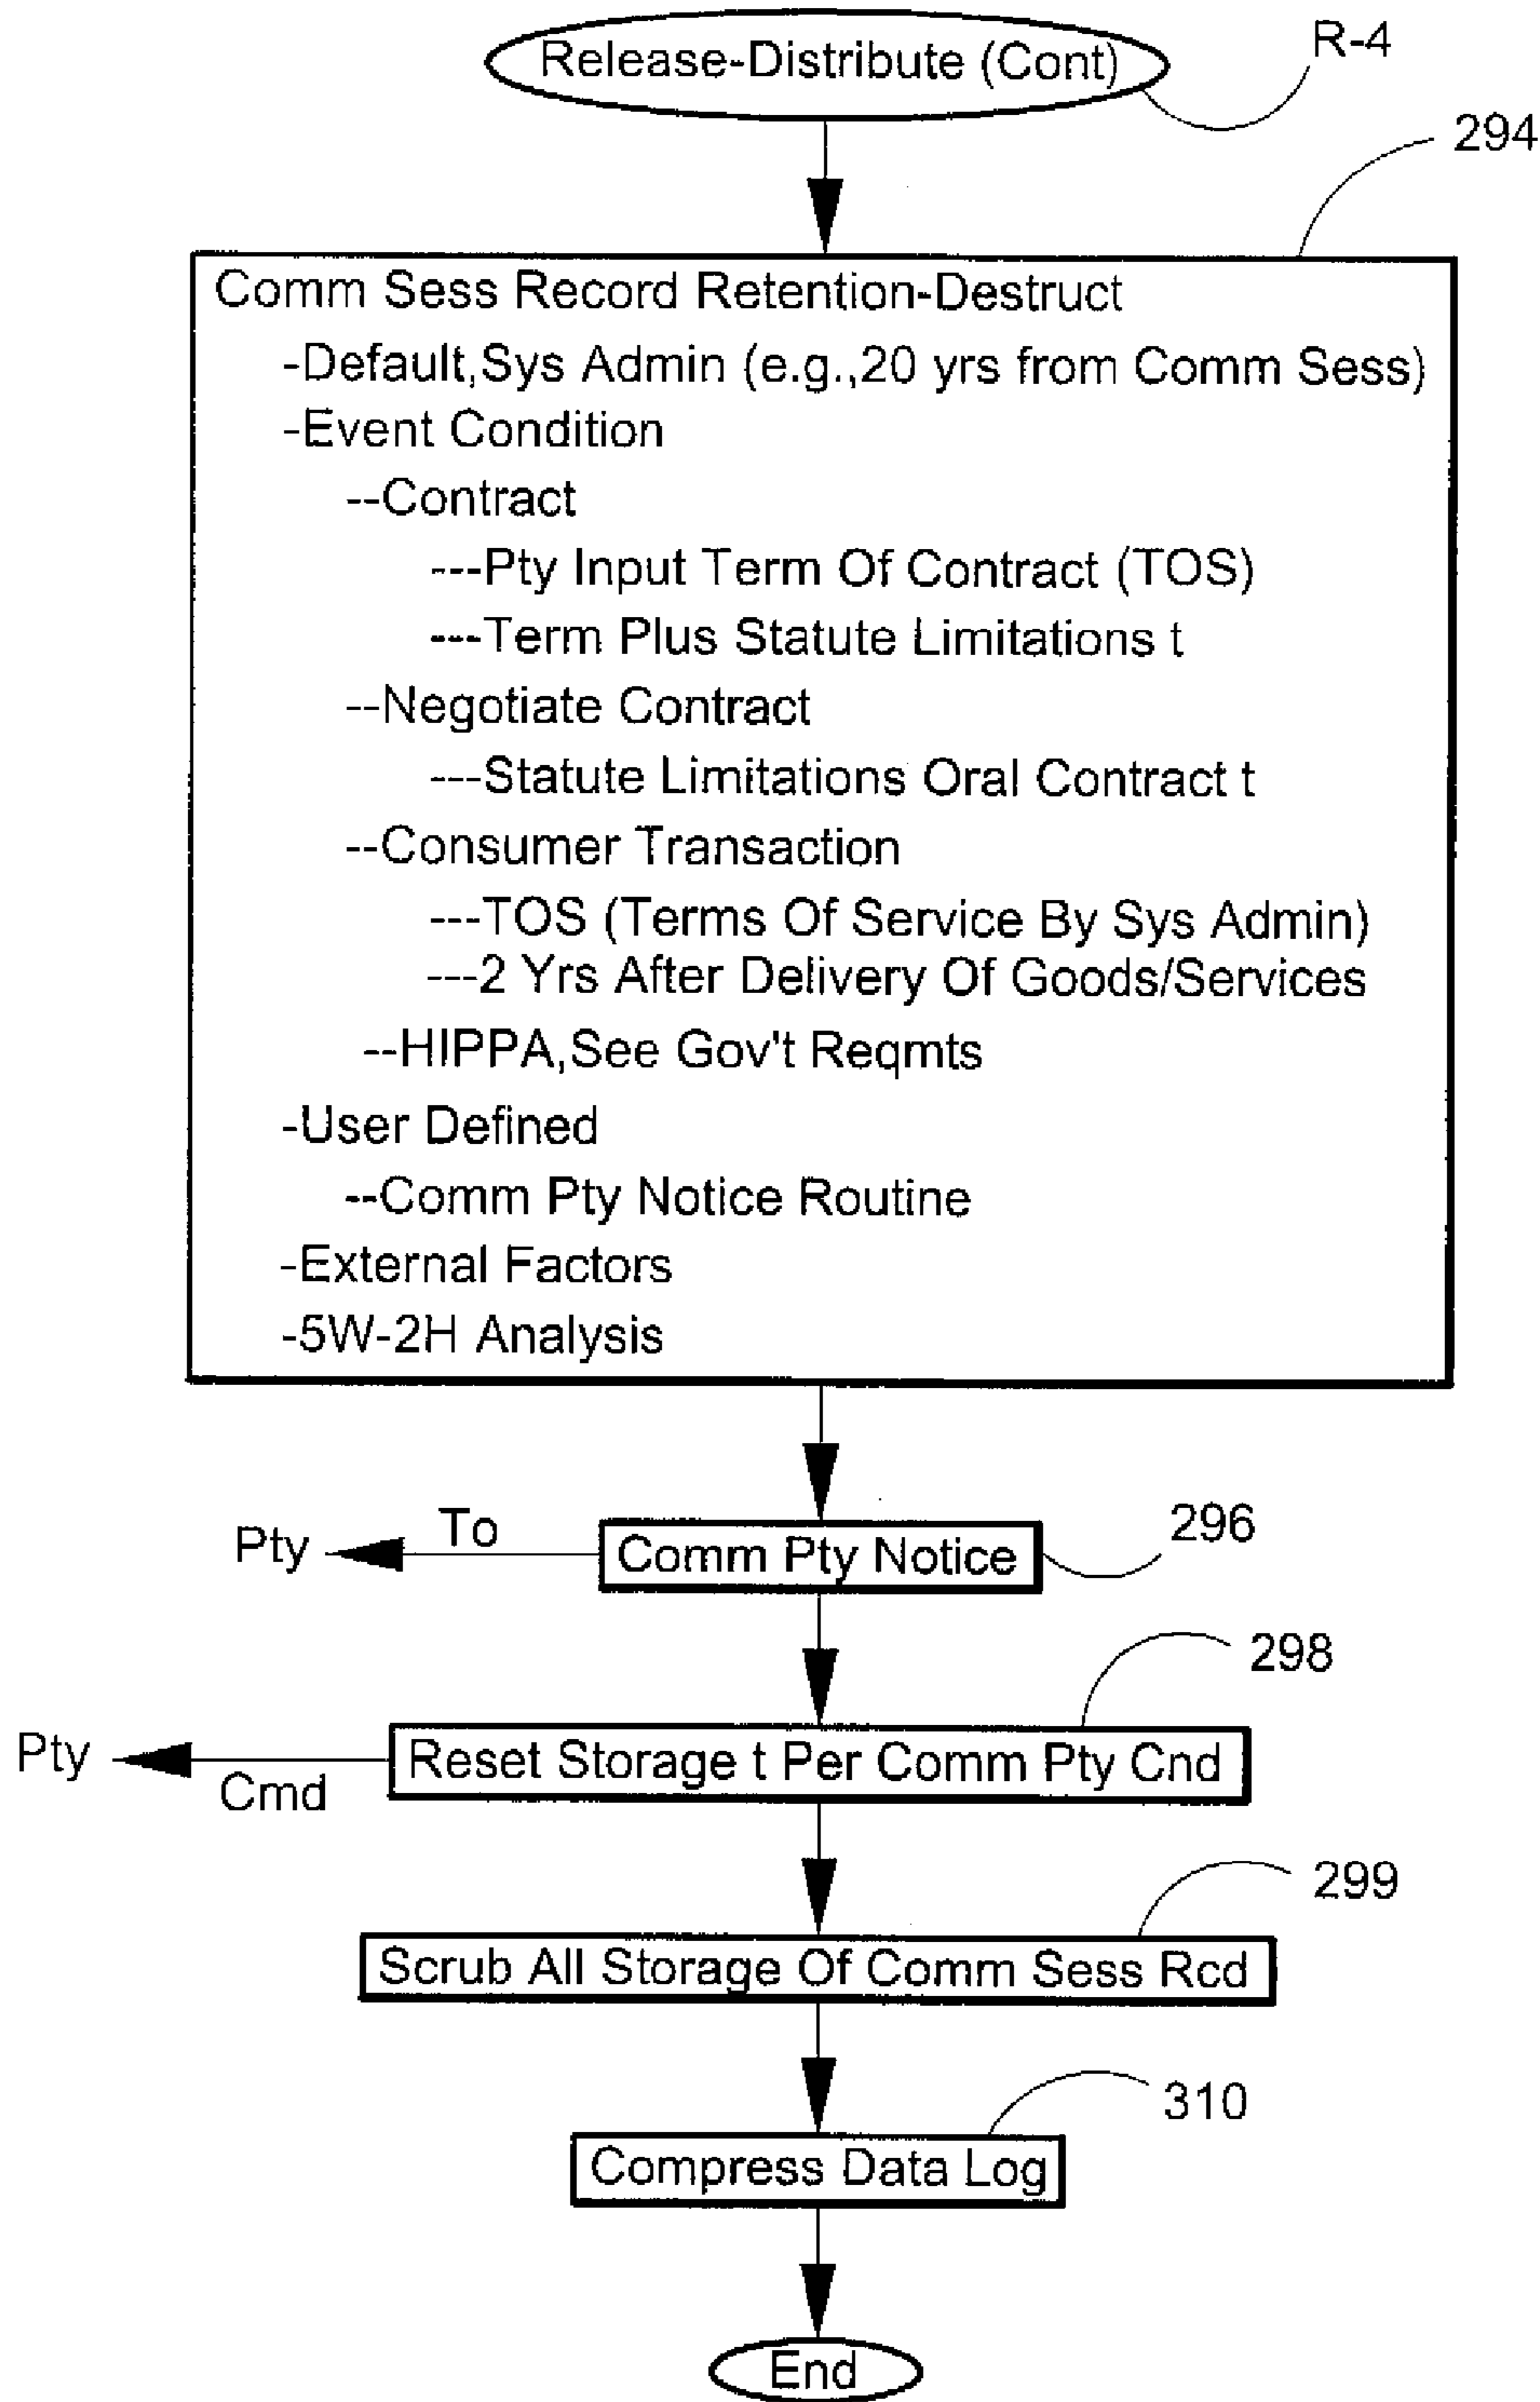 Release-Distribute (Cont)
R-4
294
Comm Sess Record Retention-Destruct
-Default,Sys Admin (e.g.,20 yrs from Comm Sess)
-Event Condition
--Contract
---Pty Input Term Of Contract (TOS)
---Term Plus Statute Limitations t
--Negotiate Contract
---Statute Limitations Oral Contract t
--Consumer Transaction
---TOS (Terms Of Service By Sys Admin)
---2 Yrs After Delivery Of Goods/Services
--HIPPA,See Gov't Reqmts
-User Defined
--Comm Pty Notice Routine
-External Factors
-5W-2H Analysis
Pty
To
Comm Pty Notice
296
298
Pty
Cmd
Reset Storage t Per Comm Pty Cnd
299
Scrub All Storage Of Comm Sess Rcd
310
Compress Data Log
End